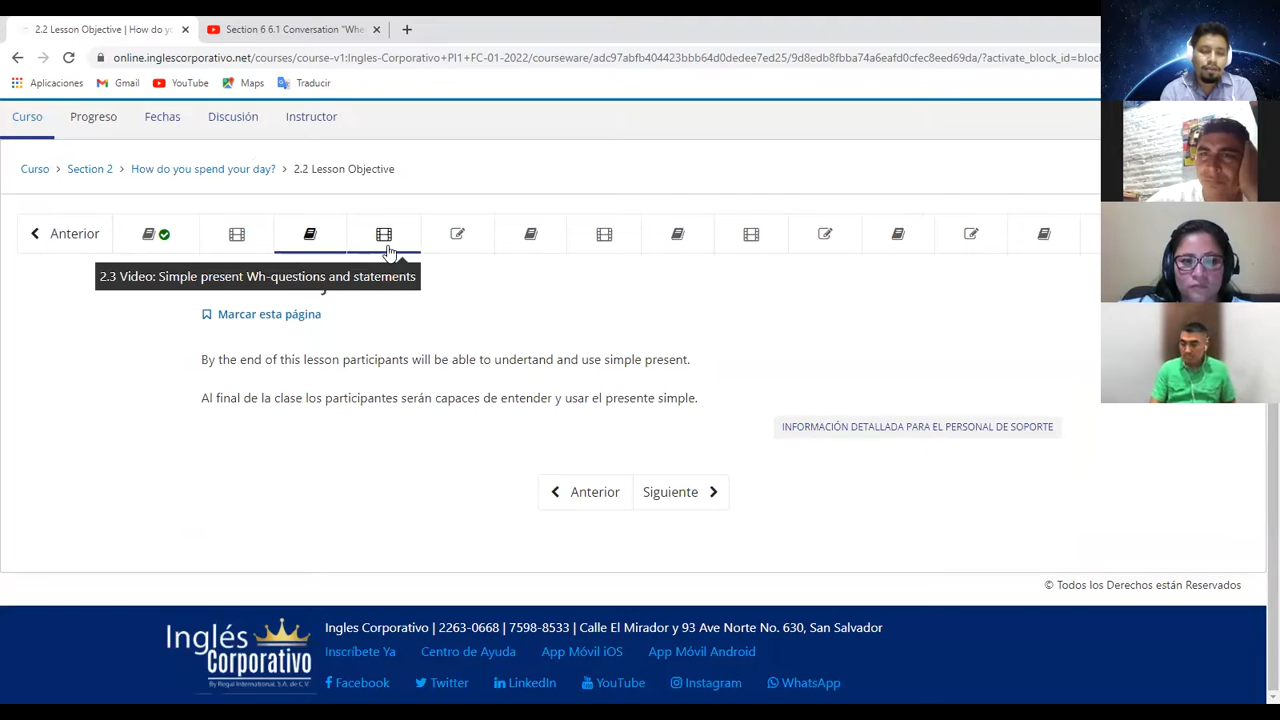 2.2 Lesson Objective | How do yo
Section 6 6.1 Conversation "Whe
online.inglescorporativo.net/courses/course-v1:Ingles-Corporativo+PI1+FC-01-2022/courseware/adc97abfb404423bbb64d0dedee7ed25/9d8edb8fbba74a6eafd0cfec8eed69da/?activate_block_id=bloc
Aplicaciones Gmail YouTube Maps Traducir
Curso Progreso Fechas Discusión Instructor
Curso > Section 2 > How do you spend your day? > 2.2 Lesson Objective
Anterior
2.3 Video: Simple present Wh-questions and statements
Marcar esta página
By the end of this lesson participants will be able to undertand and use simple present.
Al final de la clase los participantes serán capaces de entender y usar el presente simple.
INFORMACIÓN DETALLADA PARA EL PERSONAL DE SOPORTE
Anterior Siguiente
© Todos los Derechos están Reservados
Inglés Corporativo
By Regal International, S.A. de C.V.
Ingles Corporativo | 2263-0668 | 7598-8533 | Calle El Mirador y 93 Ave Norte No. 630, San Salvador
Inscríbete Ya Centro de Ayuda App Móvil iOS App Móvil Android
Facebook Twitter LinkedIn YouTube Instagram WhatsApp